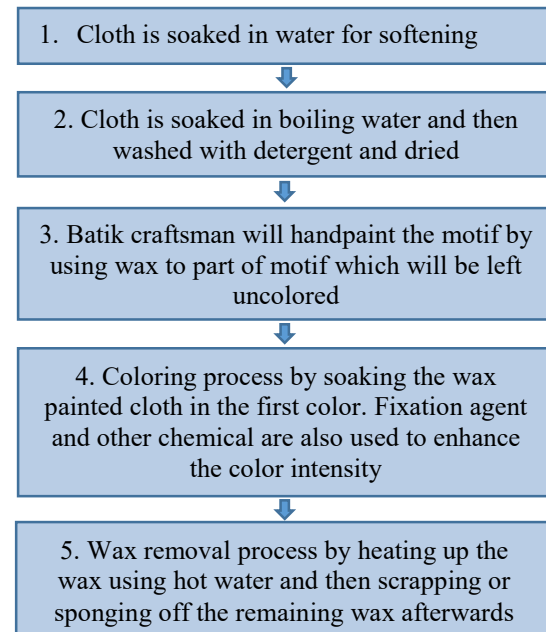 1. Cloth is soaked in water for softening
2. Cloth is soaked in boiling water and then
washed with detergent and dried
3. Batik craftsman will handpaint the motif by
using wax to part of motif which will be left
uncolored
4. Coloring process by soaking the wax
painted cloth in the first color. Fixation agent
and other chemical are also used to enhance
the color intensity
5. Wax removal process by heating up the
wax using hot water and then scrapping or
sponging off the remaining wax afterwards